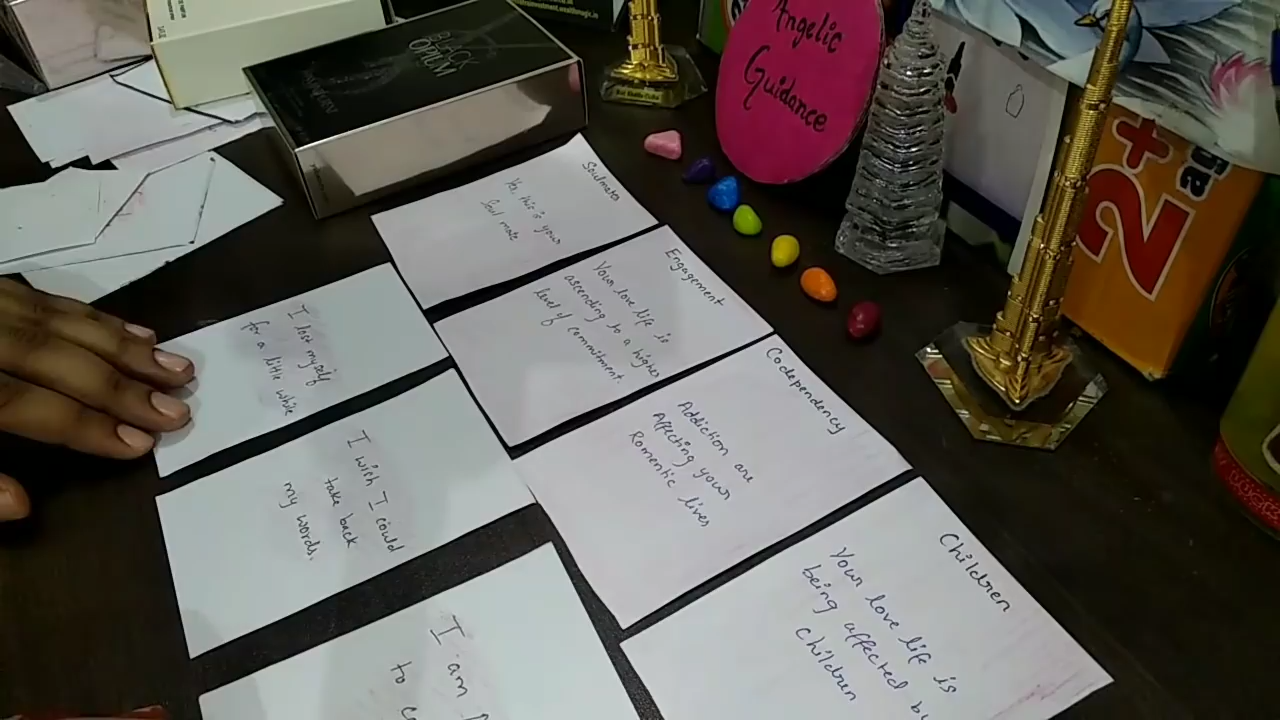 BLACK
OPIUM
Angelic
Guidance
+
2
Soulmates
Yes, this is your
Soul mate
Engagement
Your love life is
ascending to a higher
level of commitment.
Codependency
Addiction are
Affecting your
Romentic lives
Children
Your love life is
being affected by
children
I lost myself
for a little while
I wish I could
take back
my words.
I am
to